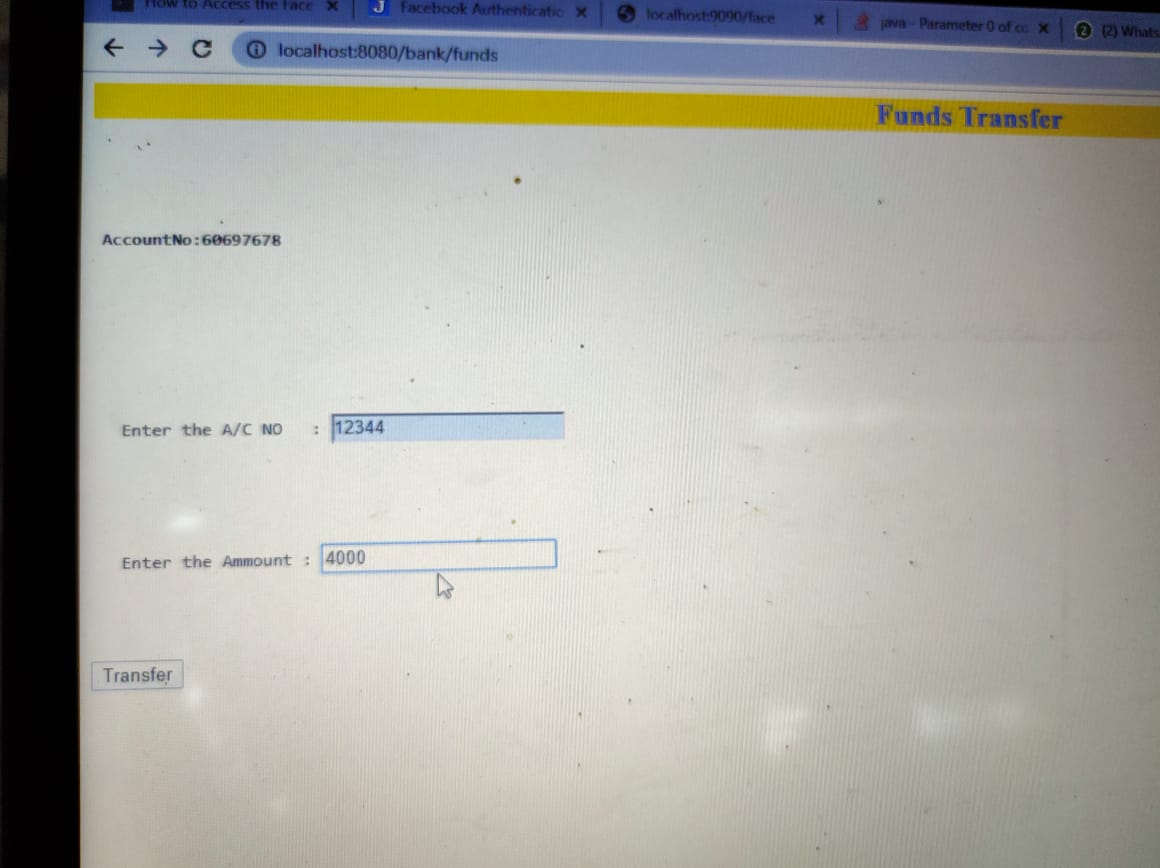 How to Access the Face
Facebook Authenticatio
localhost:9090/face
java - Parameter 0 of co
(2) Whats
localhost:8080/bank/funds
Funds Transfer
AccountNo:60697678
Enter the A/C NO : 12344
Enter the Ammount : 4000
Transfer